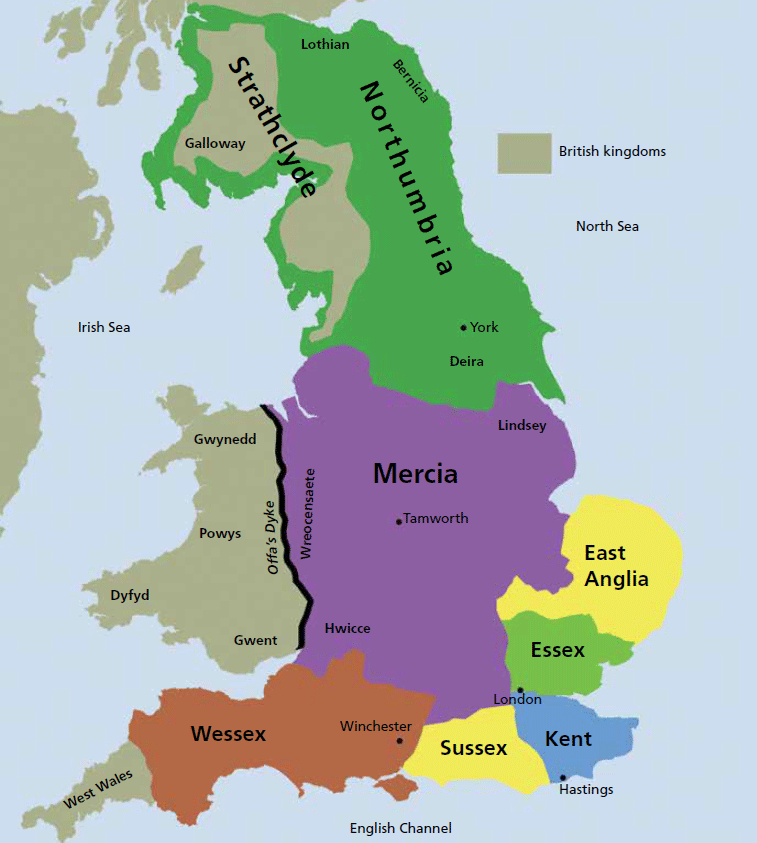 Lothian
Bernicia
Strathclyde
Northumbria
Galloway
British kingdoms
North Sea
Irish Sea
York
Deira
Lindsey
Gwynedd
Mercia
Wreocensaete
Offa's Dyke
Tamworth
Powys
East
Anglia
Dyfyd
Hwicce
Gwent
Essex
London
Wessex
Winchester
Sussex
Kent
West Wales
Hastings
English Channel